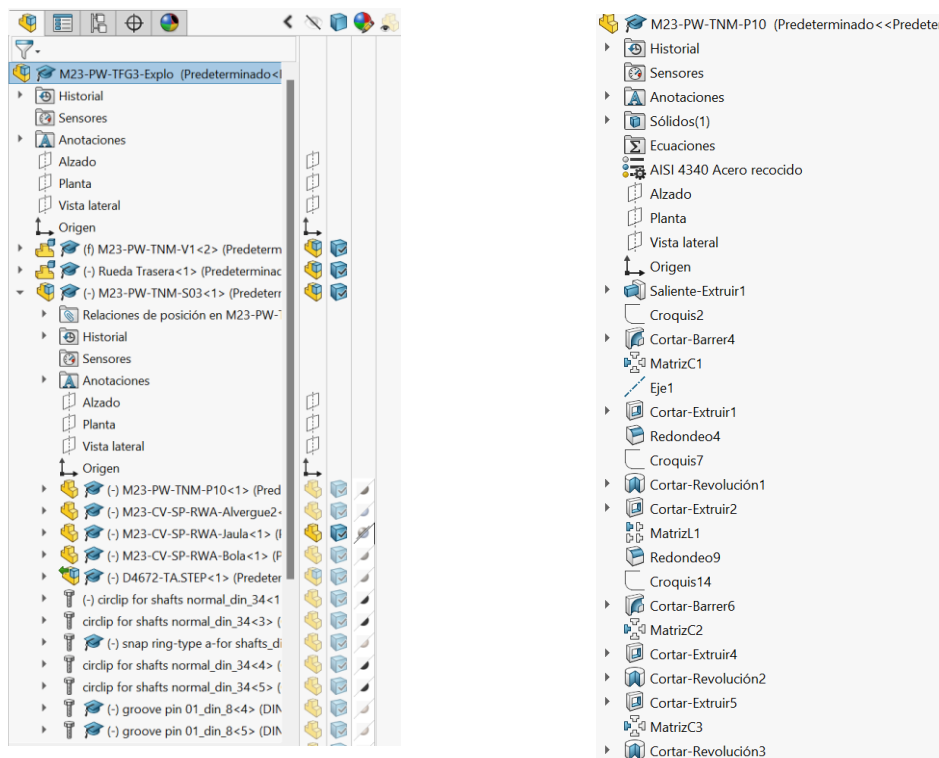 M23-PW-TFG3-Explo (Predeterminado<
Historial
Sensores
Anotaciones
Alzado
Planta
Vista lateral
Origen
(f) M23-PW-TNM-V1<2> (Predeterm
(-) Rueda Trasera<1> (Predeterminac
(-) M23-PW-TNM-S03<1> (Predeterr
Relaciones de posición en M23-PW-
Historial
Sensores
Anotaciones
Alzado
Planta
Vista lateral
Origen
(-) M23-PW-TNM-P10<1> (Pred
(-) M23-CV-SP-RWA-Alvergue2<
(-) M23-CV-SP-RWA-Jaula<1> (
(-) M23-CV-SP-RWA-Bola<1> (P
(-) D4672-TA.STEP<1> (Predeter
(-) circlip for shafts normal_din_34<1
circlip for shafts normal_din_34<3> (
(-) snap ring-type a-for shafts_di
circlip for shafts normal_din_34<4> (
circlip for shafts normal_din_34<5> (
(-) groove pin 01_din_8<4> (DIN
(-) groove pin 01_din_8<5> (DIN
M23-PW-TNM-P10 (Predeterminado<<Predeter
Historial
Sensores
Anotaciones
Sólidos(1)
Ecuaciones
AISI 4340 Acero recocido
Alzado
Planta
Vista lateral
Origen
Saliente-Extruir1
Croquis2
Cortar-Barrer4
MatrizC1
Eje1
Cortar-Extruir1
Redondeo4
Croquis7
Cortar-Revolución1
Cortar-Extruir2
MatrizL1
Redondeo9
Croquis14
Cortar-Barrer6
MatrizC2
Cortar-Extruir4
Cortar-Revolución2
Cortar-Extruir5
MatrizC3
Cortar-Revolución3